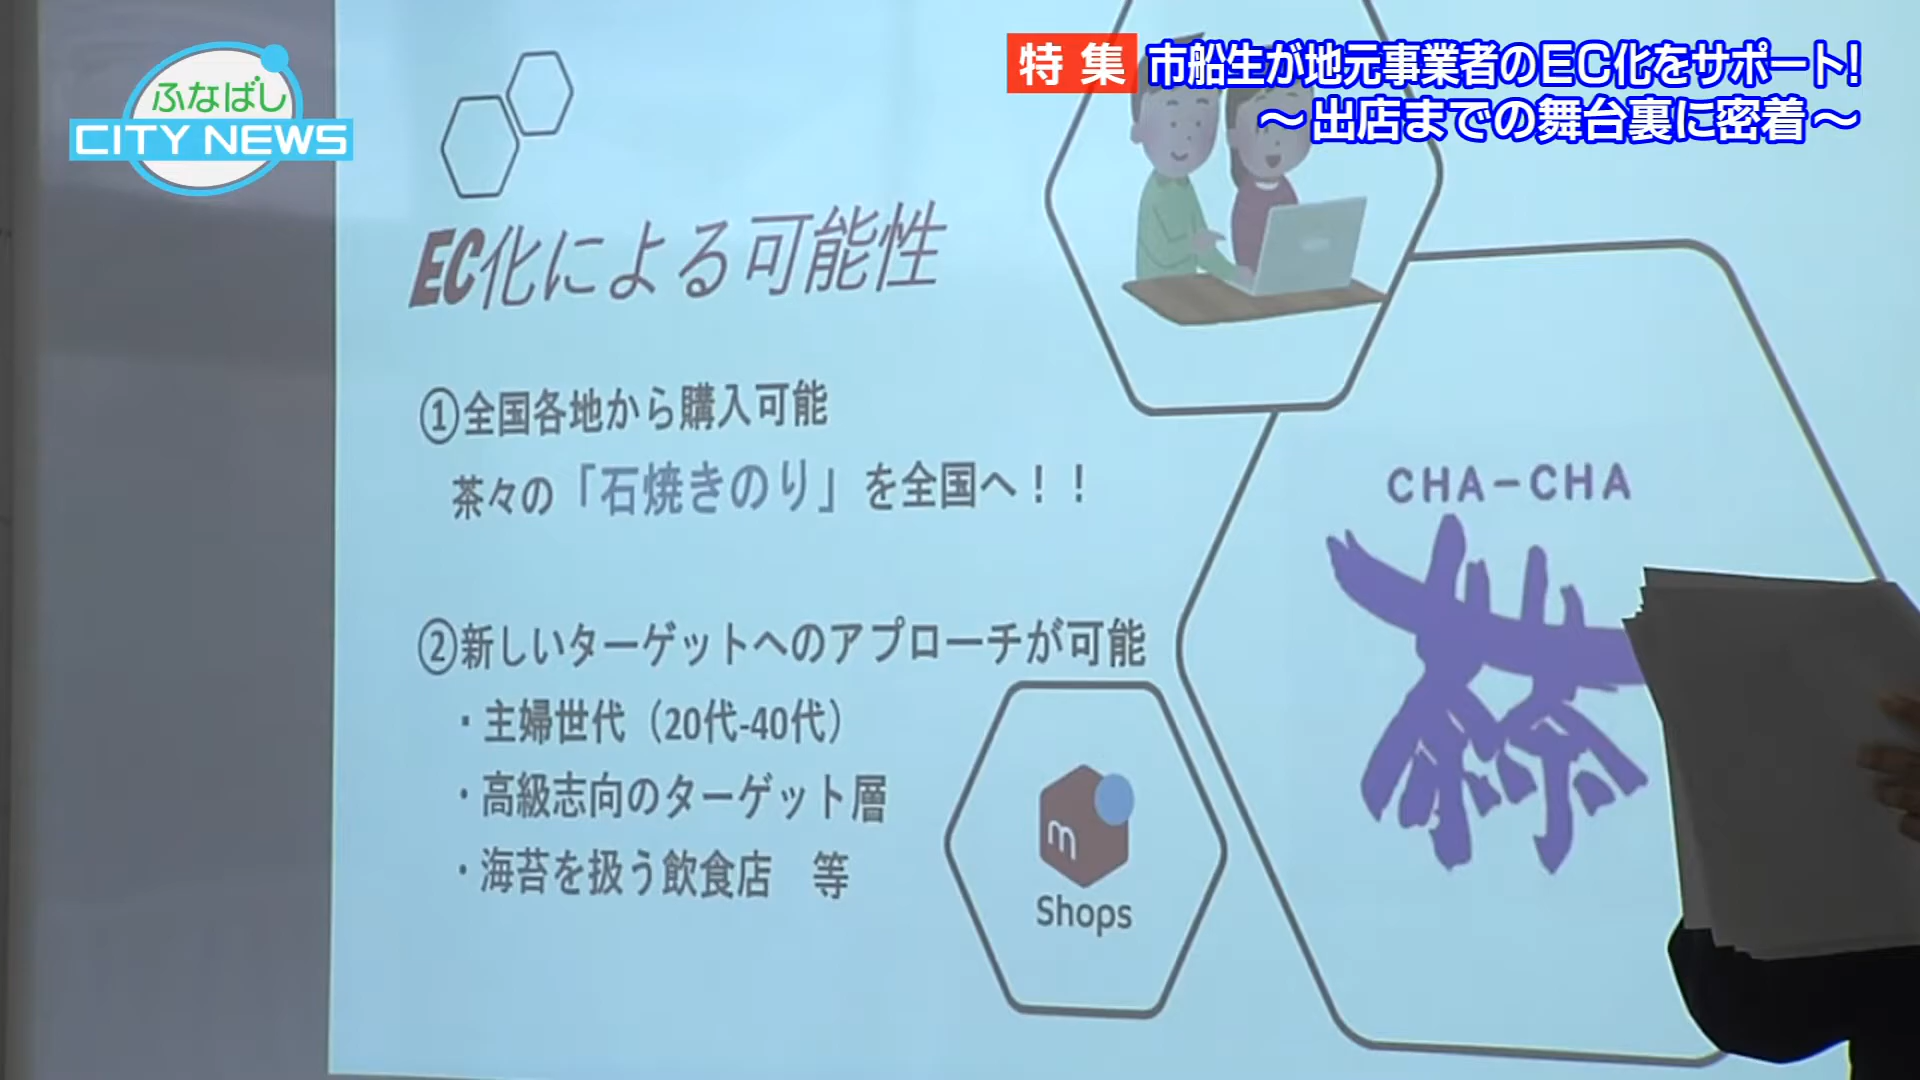 ふなばし
CITY NEWS
特集 市船生が地元事業者のEC化をサポート!
～出店までの舞台裏に密着～
EC化による可能性
①全国各地から購入可能
茶々の「石焼きのり」を全国へ!!
②新しいターゲットへのアプローチが可能
・主婦世代（20代-40代）
・高級志向のターゲット層
・海苔を扱う飲食店　等
CHA-CHA
m
Shops